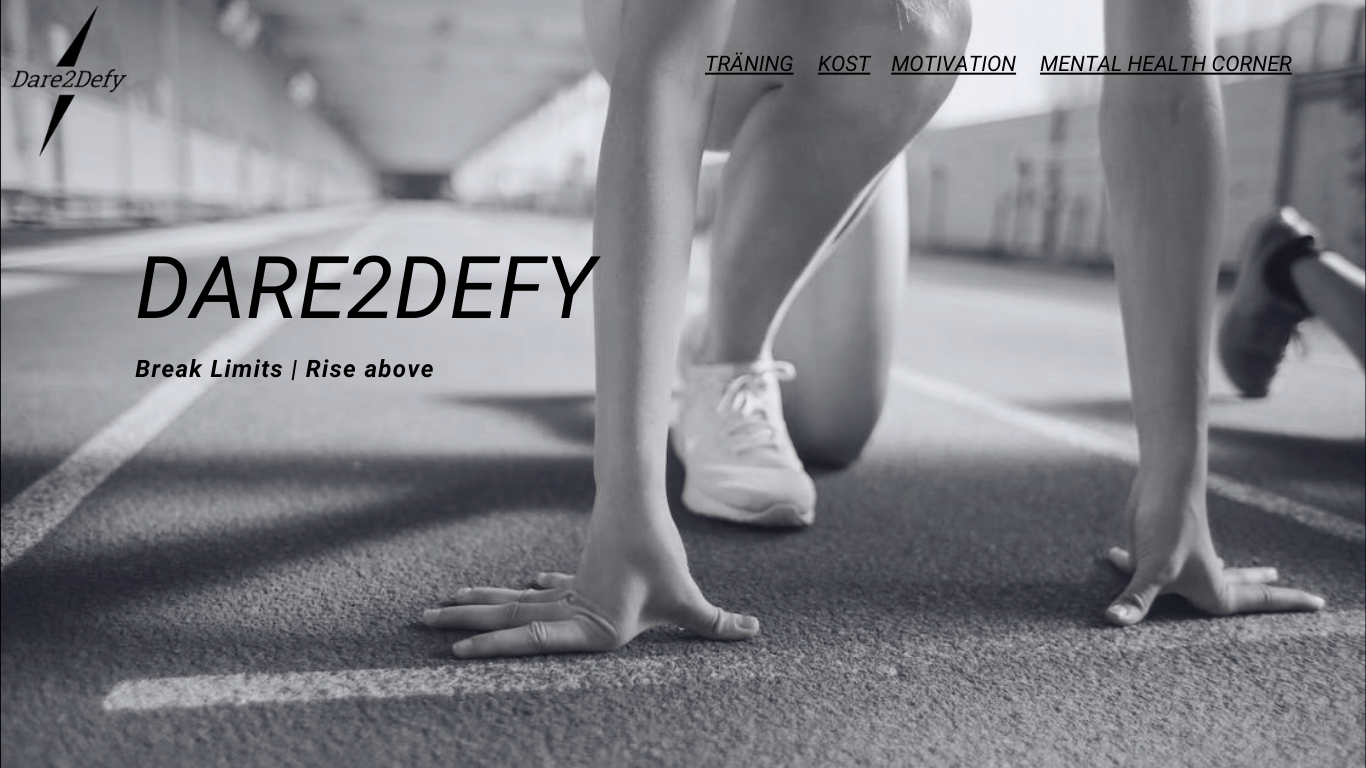 Dare2Defy
TRÄNING KOST MOTIVATION MENTAL HEALTH CORNER
DARE2DEFY
Break Limits | Rise above